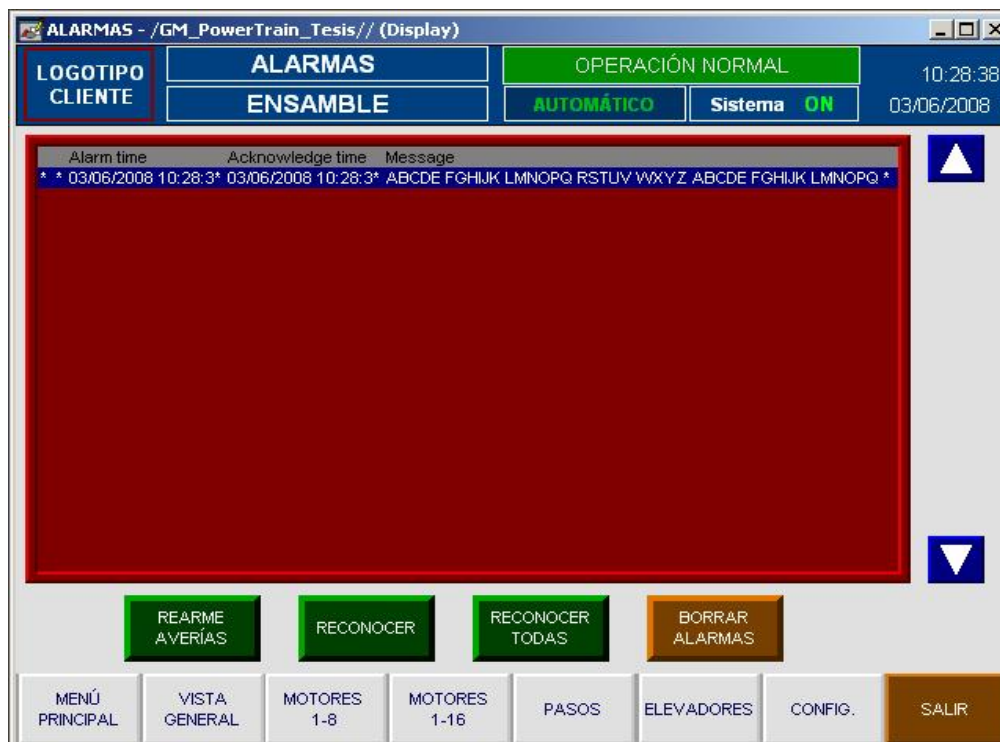 ALARMAS - /GM_PowerTrain_Tesis// (Display)
LOGOTIPO
CLIENTE
ALARMAS
ENSAMBLE
OPERACIÓN NORMAL
AUTOMÁTICO
Sistema ON
10:28:38
03/06/2008
Alarm time Acknowledge time Message
* * 03/06/2008 10:28:3* 03/06/2008 10:28:3* ABCDE FGHIJK LMNOPQ RSTUV WXYZ ABCDE FGHIJK LMNOPQ *
REARME
AVERÍAS
RECONOCER
RECONOCER
TODAS
BORRAR
ALARMAS
MENÚ
PRINCIPAL
VISTA
GENERAL
MOTORES
1-8
MOTORES
1-16
PASOS
ELEVADORES
CONFIG.
SALIR